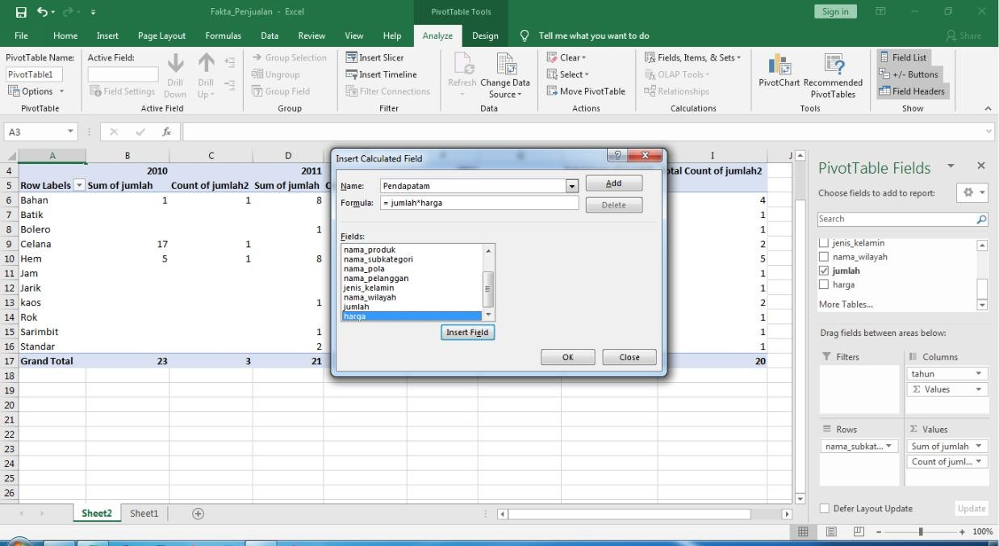 Fakta_Penjualan - Excel
PivotTable Tools
Sign in
File Home Insert Page Layout Formulas Data Review View Help Analyze Design Tell me what you want to do Share
PivotTable Name: Active Field: Group Selection Insert Slicer Clear Fields, Items, & Sets Field List
PivotTable1 Drill Down Drill Up Ungroup Insert Timeline Refresh Change Data Source Select OLAP Tools PivotChart Recommended PivotTables +/- Buttons
Options Field Settings Group Field Filter Connections Move PivotTable Relationships Field Headers
PivotTable Active Field Group Filter Data Actions Calculations Tools Show
A3 fx
A B C D I J
4 2010 2011 otal Count of jumlah2
5 Row Labels Sum of jumlah Count of jumlah2 Sum of jumlah C
6 Bahan 1 1 8 4
7 Batik 1
8 Bolero 1 1
9 Celana 17 1 2
10 Hem 5 1 8 5
11 Jam 1
12 Jarik 1
13 kaos 1 2
14 Rok 1
15 Sarimbit 1 1
16 Standar 2 1
17 Grand Total 23 3 21 20
18
19
20
21
22
23
24
25
26
Insert Calculated Field
Name: Pendapatam Add
Formula: = jumlah*harga Delete
Fields:
nama_produk
nama_subkategori
nama_pola
nama_pelanggan
jenis_kelamin
nama_wilayah
jumlah
harga
Insert Field
OK Close
PivotTable Fields
Choose fields to add to report:
Search
jenis_kelamin
nama_wilayah
jumlah
harga
More Tables...
Drag fields between areas below:
Filters Columns
tahun
Σ Values
Rows Σ Values
nama_subkat... Sum of jumlah
Count of juml...
Defer Layout Update Update
Sheet2 Sheet1
100%